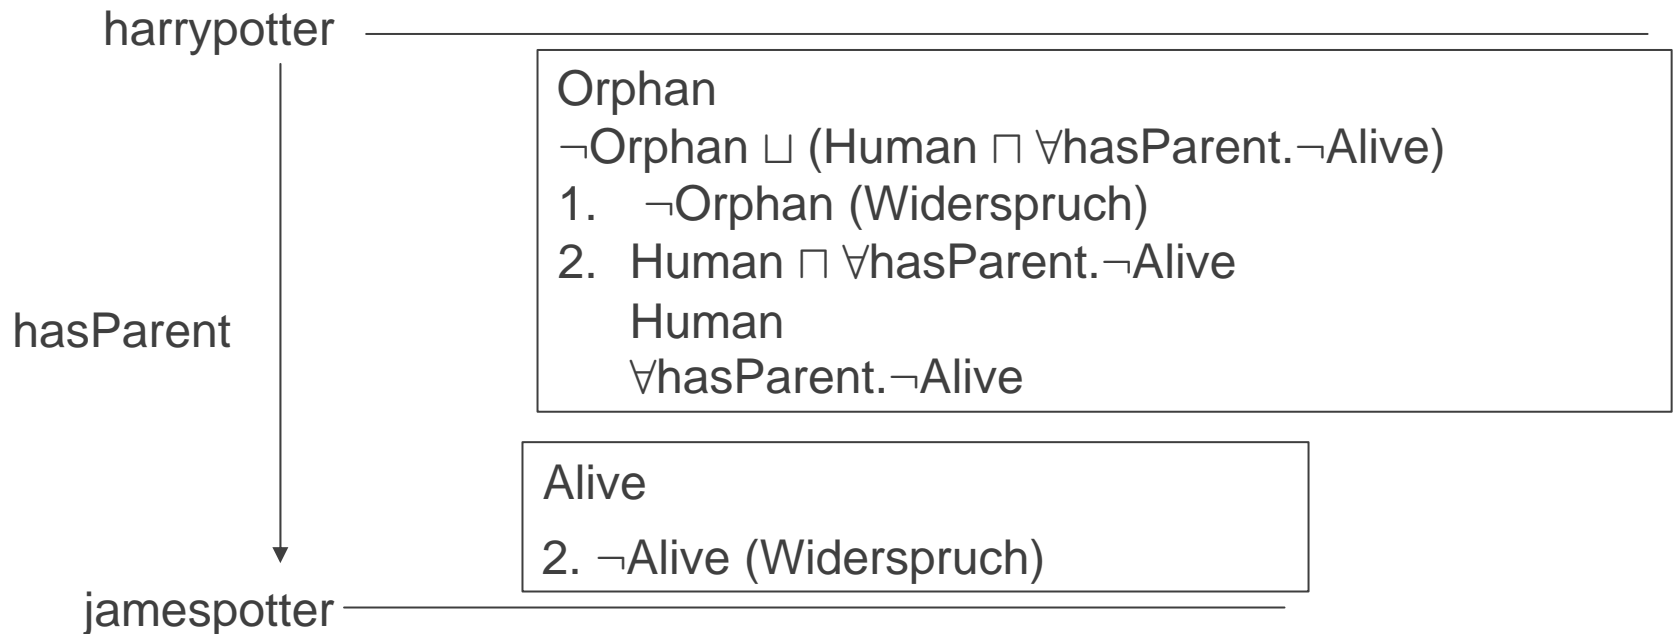 harrypotter
Orphan
¬Orphan ⊔ (Human ⊓ ∀hasParent.¬Alive)
1. ¬Orphan (Widerspruch)
2. Human ⊓ ∀hasParent.¬Alive
Human
∀hasParent.¬Alive
hasParent
Alive
2. ¬Alive (Widerspruch)
jamespotter